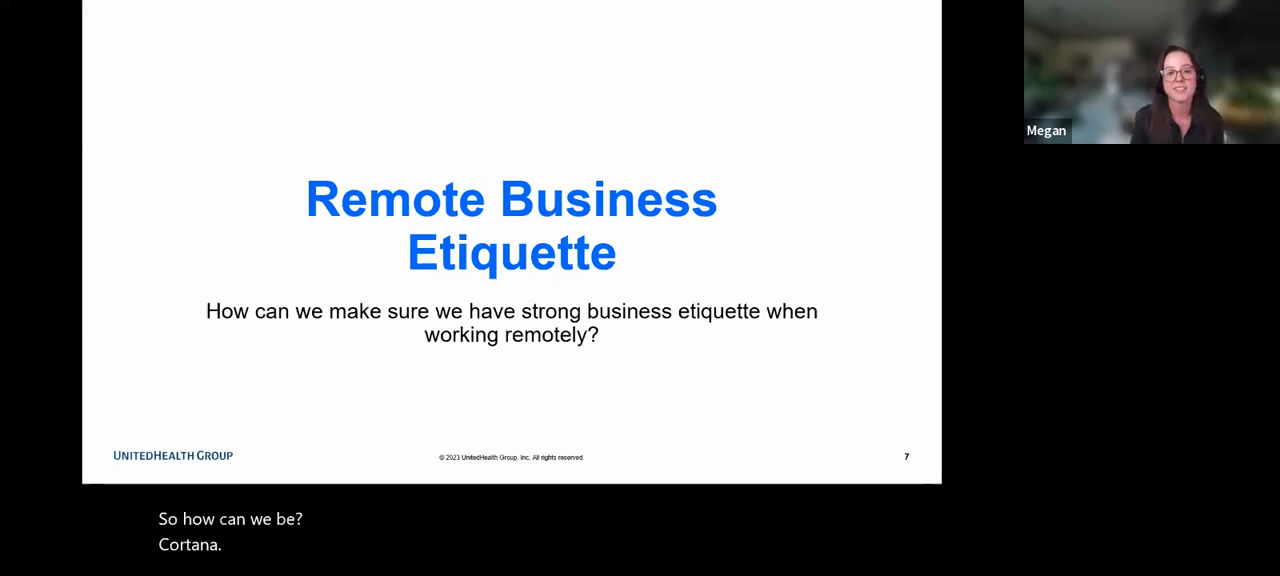 Remote Business
Etiquette
How can we make sure we have strong business etiquette when
working remotely?
UNITEDHEALTH GROUP
© 2023 UnitedHealth Group, Inc. All rights reserved.
7
Megan
So how can we be?
Cortana.